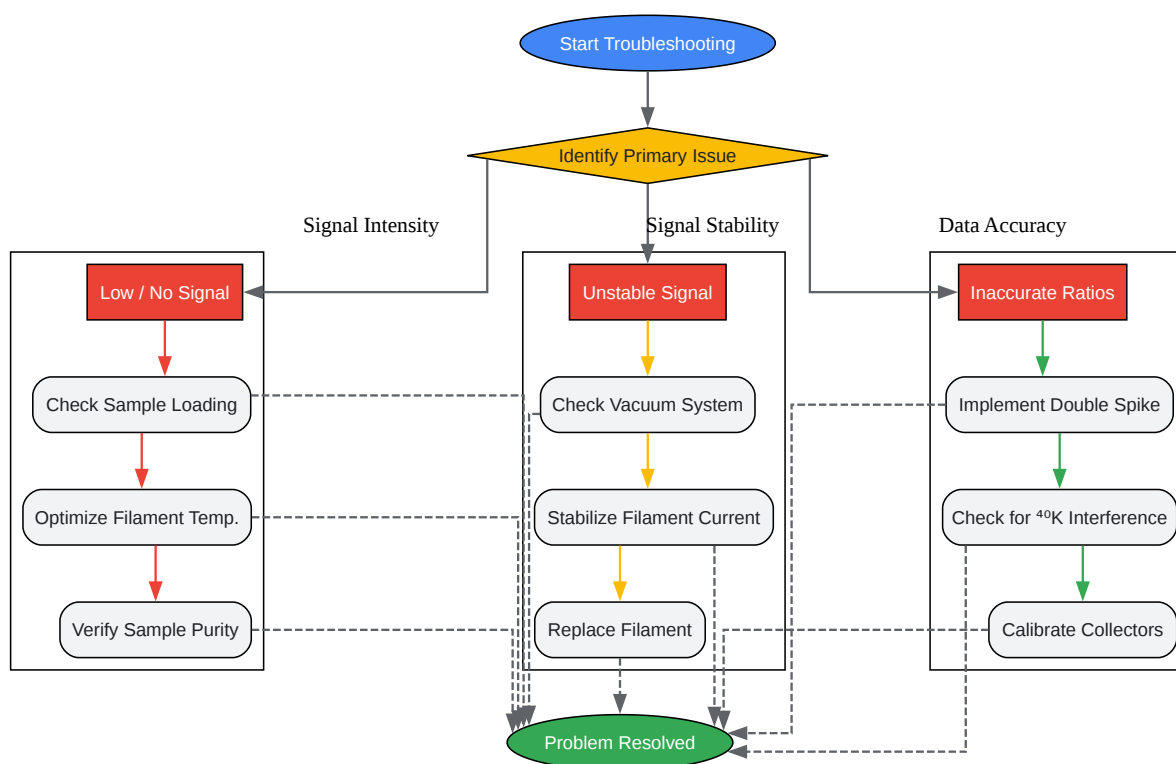 Start Troubleshooting
Identify Primary Issue
Signal Intensity
Signal Stability
Data Accuracy
Low / No Signal
Unstable Signal
Inaccurate Ratios
Check Sample Loading
Check Vacuum System
Implement Double Spike
Optimize Filament Temp.
Stabilize Filament Current
Check for ⁴⁰K Interference
Verify Sample Purity
Replace Filament
Calibrate Collectors
Problem Resolved